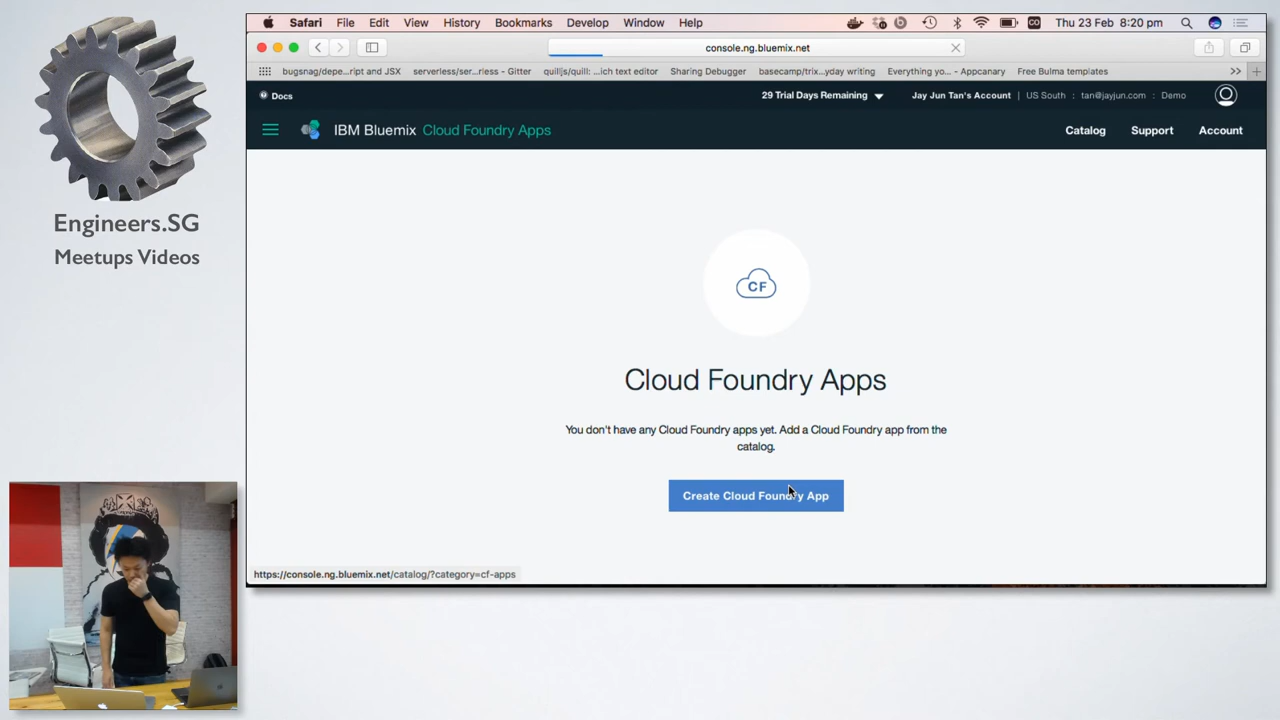 Engineers.SG
Meetups Videos
Safari File Edit View History Bookmarks Develop Window Help
Thu 23 Feb 8:20 pm
console.ng.bluemix.net
bugsnag/depe...ript and JSX serverless/ser...rless - Gitter quilljs/quill: ...ich text editor Sharing Debugger basecamp/trix...yday writing Everything yo... - Appcanary Free Bulma templates
Docs
29 Trial Days Remaining
Jay Jun Tan's Account | US South : tan@jayjun.com : Demo
IBM Bluemix Cloud Foundry Apps
Catalog Support Account
CF
Cloud Foundry Apps
You don't have any Cloud Foundry apps yet. Add a Cloud Foundry app from the
catalog.
Create Cloud Foundry App
https://console.ng.bluemix.net/catalog/?category=cf-apps